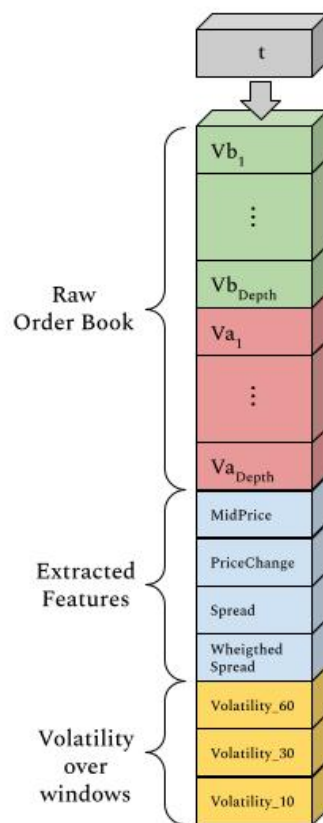 t
Vb1
⋮
VbDepth
Va1
⋮
VaDepth
Raw
Order Book
MidPrice
PriceChange
Spread
Wheigthed
Spread
Extracted
Features
Volatility_60
Volatility_30
Volatility_10
Volatility
over
windows